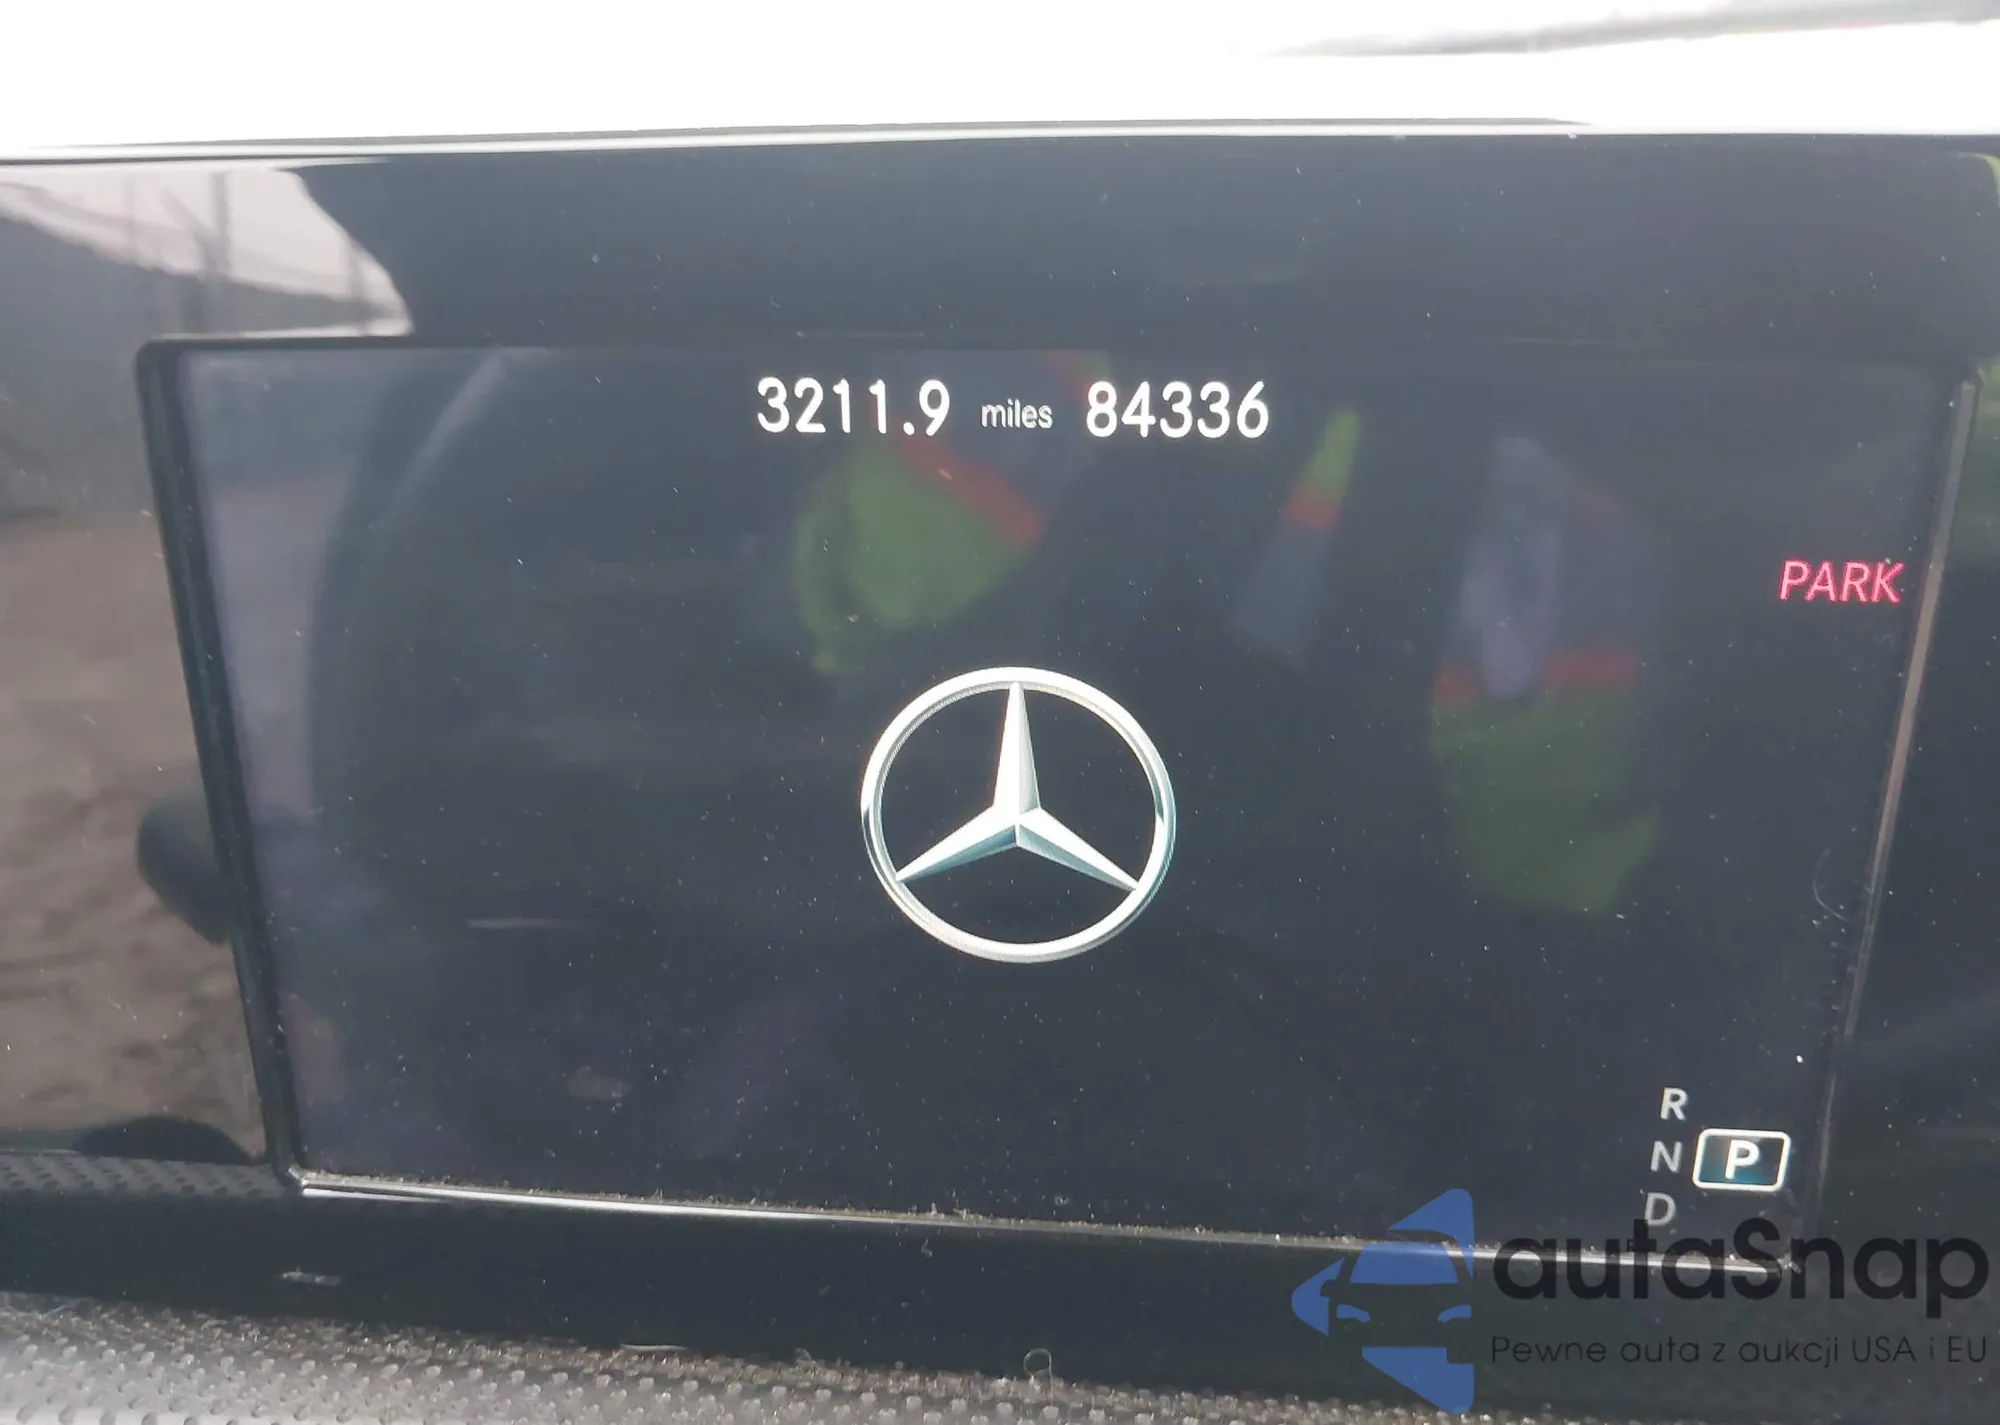 3211.9 miles 84336
PARK
R
N P
D
autaSnap
Pewne auta z aukcji USA i EU